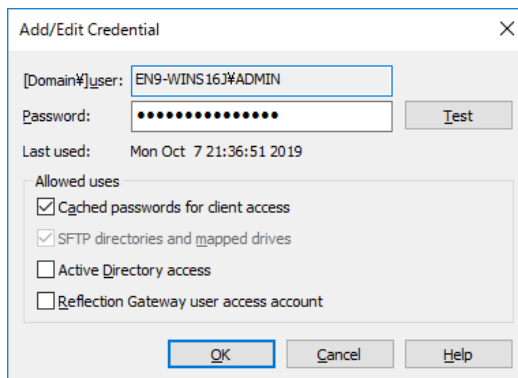 Add/Edit Credential
[Domain¥]user: EN9-WINS16J¥ADMIN
Password: ●●●●●●●●●●●●●●● Test
Last used: Mon Oct 7 21:36:51 2019
Allowed uses
Cached passwords for client access
SFTP directories and mapped drives
Active Directory access
Reflection Gateway user access account
OK Cancel Help